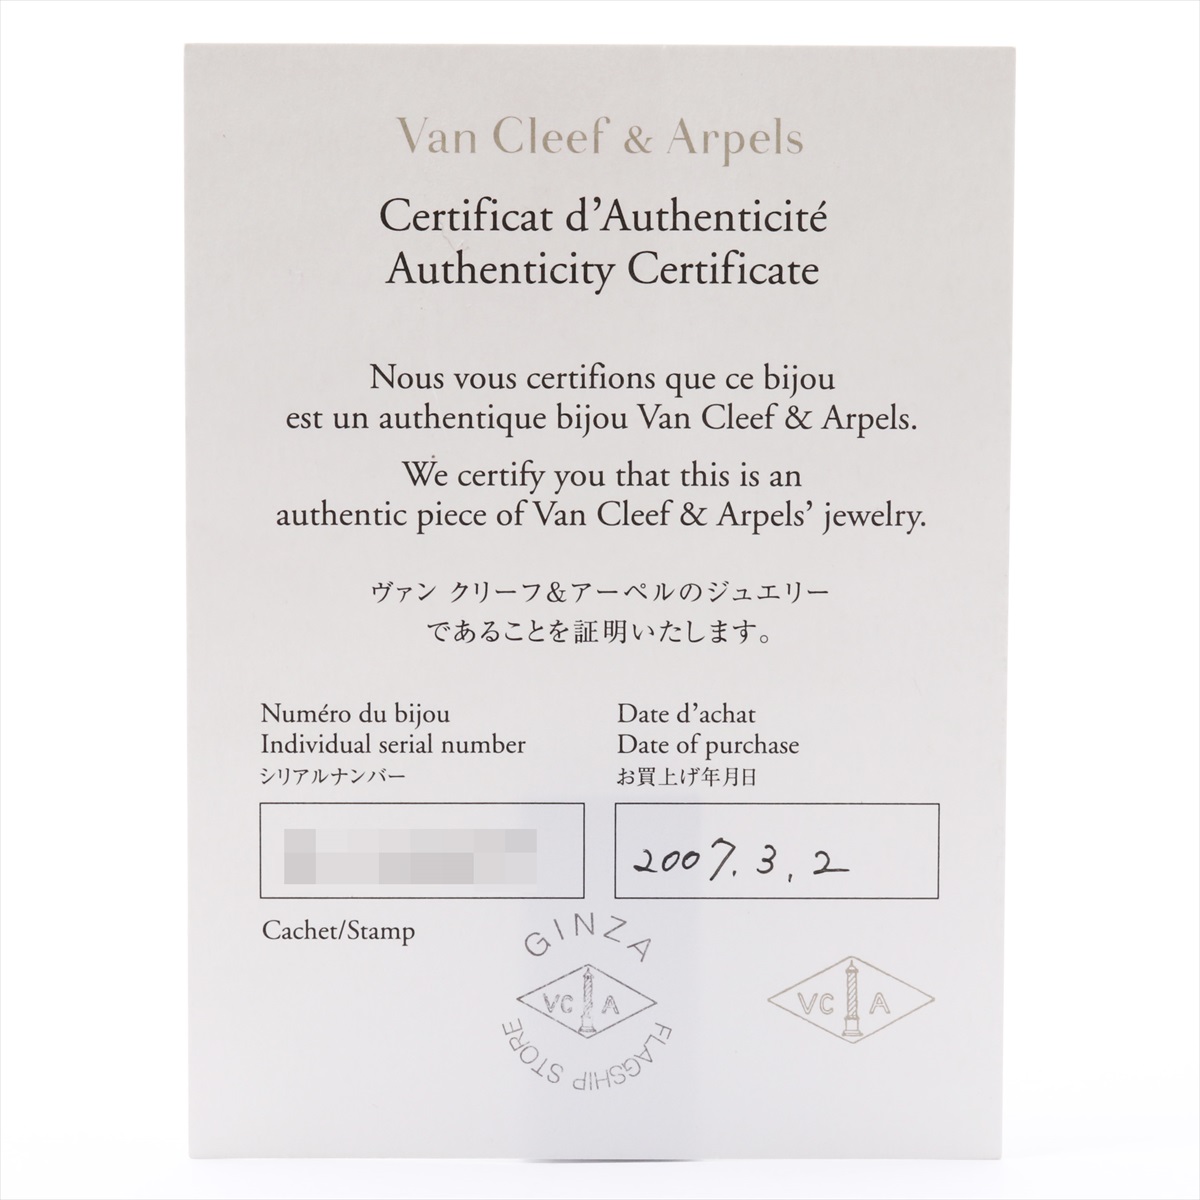 Van Cleef & Arpels
Certificat d’Authenticité
Authenticity Certificate
Nous vous certifions que ce bijou
est un authentique bijou Van Cleef & Arpels.
We certify you that this is an
authentic piece of Van Cleef & Arpels’ jewelry.
ヴァン クリーフ&アーペルのジュエリー
であることを証明いたします。
Numéro du bijou
Individual serial number
シリアルナンバー
Date d’achat
Date of purchase
お買上げ年月日
2007.3.2
Cachet/Stamp
GINZA
VC A
FLAGSHIP STORE
VC A